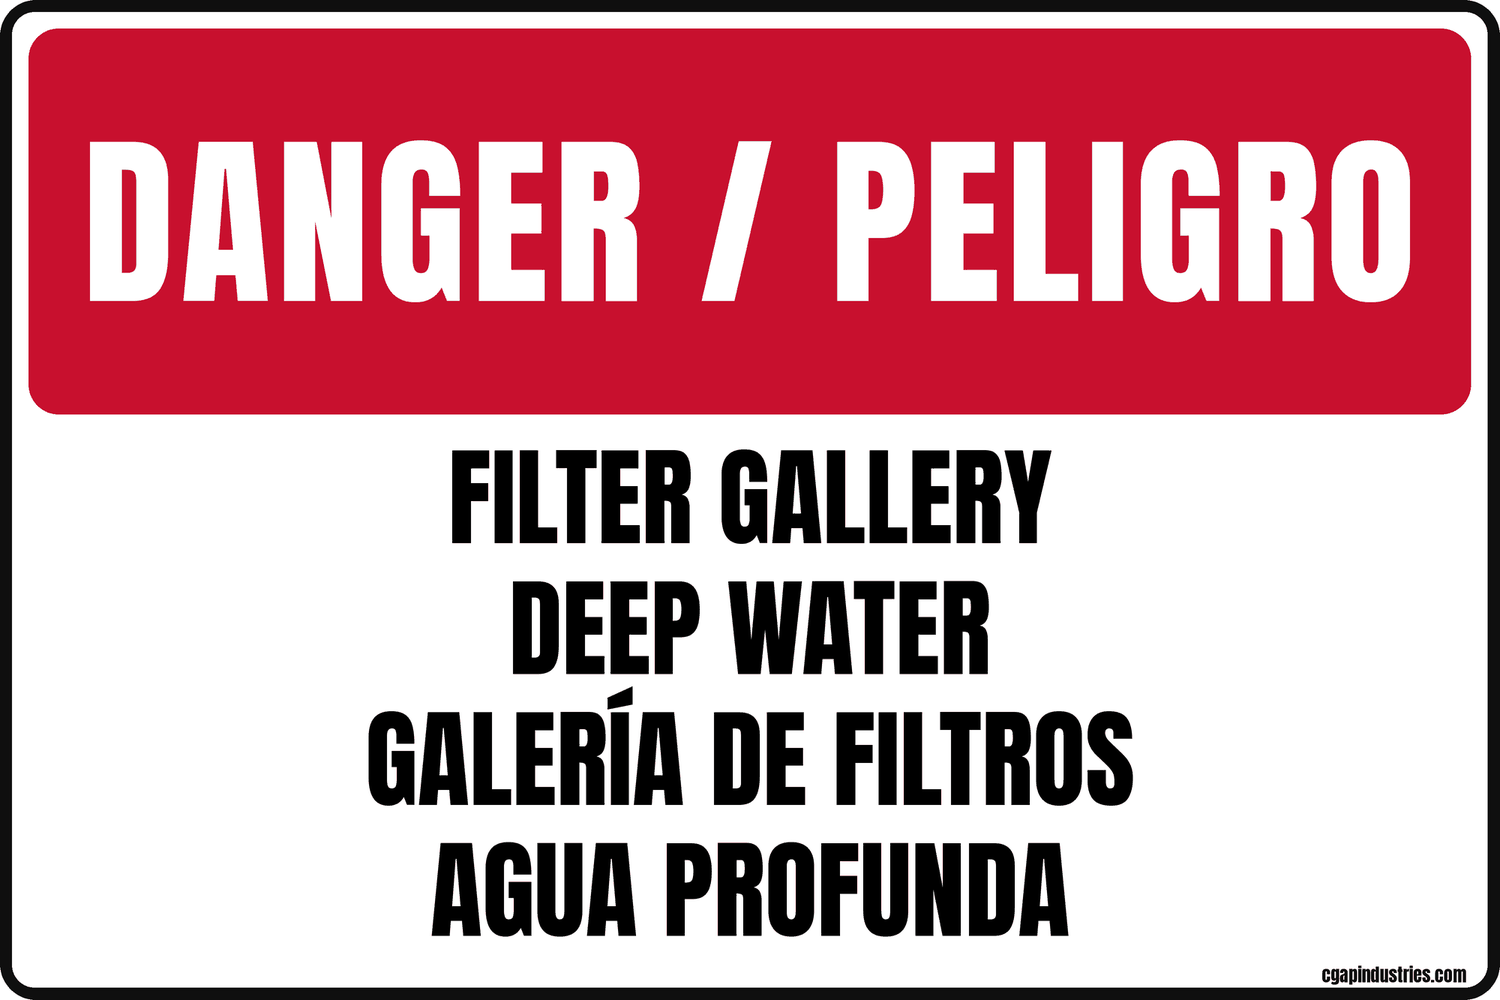 DANGER / PELIGRO
FILTER GALLERY
DEEP WATER
GALERÍA DE FILTROS
AGUA PROFUNDA
cgapindustries.com